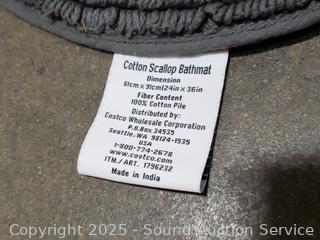 Cotton Scallop Bathmat
Dimension
61cm x 91cm(24in x 36in
Fiber Content
100% Cotton Pile
Distributed by:
Costco Wholesale Corporation
P.O.Box 34535
Seattle, WA 98124-1535
USA
1-800-774-2678
www.costco.com
ITM./ART. 1796232
Made in India
Copyright 2025 - Sound Auction Service